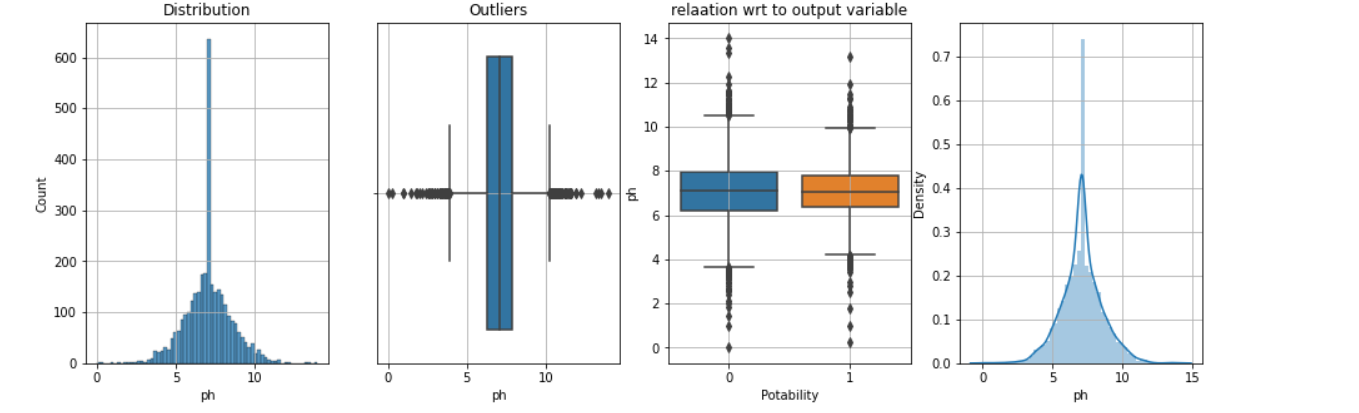 Distribution
Count
600
500
400
300
200
100
0
0 5 10
ph
Outliers
0 5 10
ph
relaation wrt to output variable
ph
14
12
10
8
6
4
2
0
0 1
Potability
Density
0.7
0.6
0.5
0.4
0.3
0.2
0.1
0.0
0 5 10 15
ph